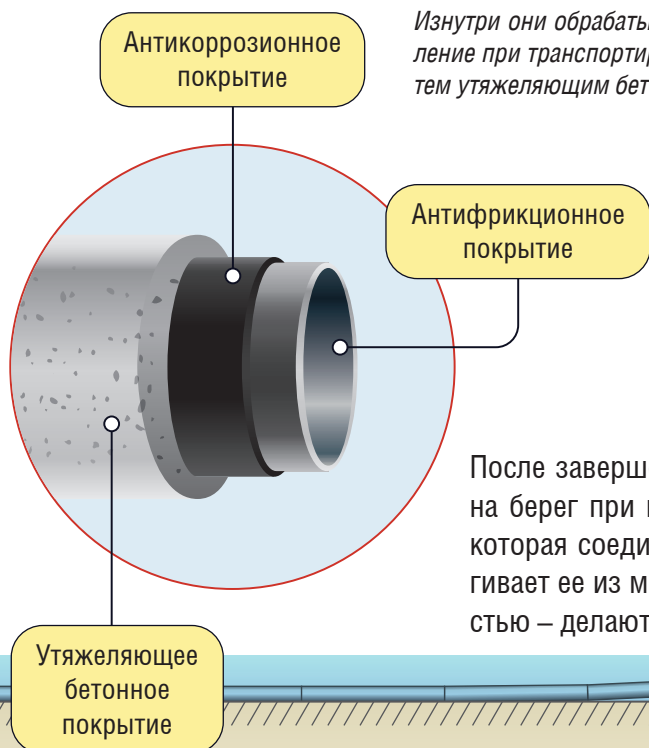 Антикоррозионное
покрытие
Изнутри они обрабаты
ление при транспортир
тем утяжеляющим бет
Антифрикционное
покрытие
После заверш
на берег при
которая соеди
гивает ее из м
стью – делают
Утяжеляющее
бетонное
покрытие